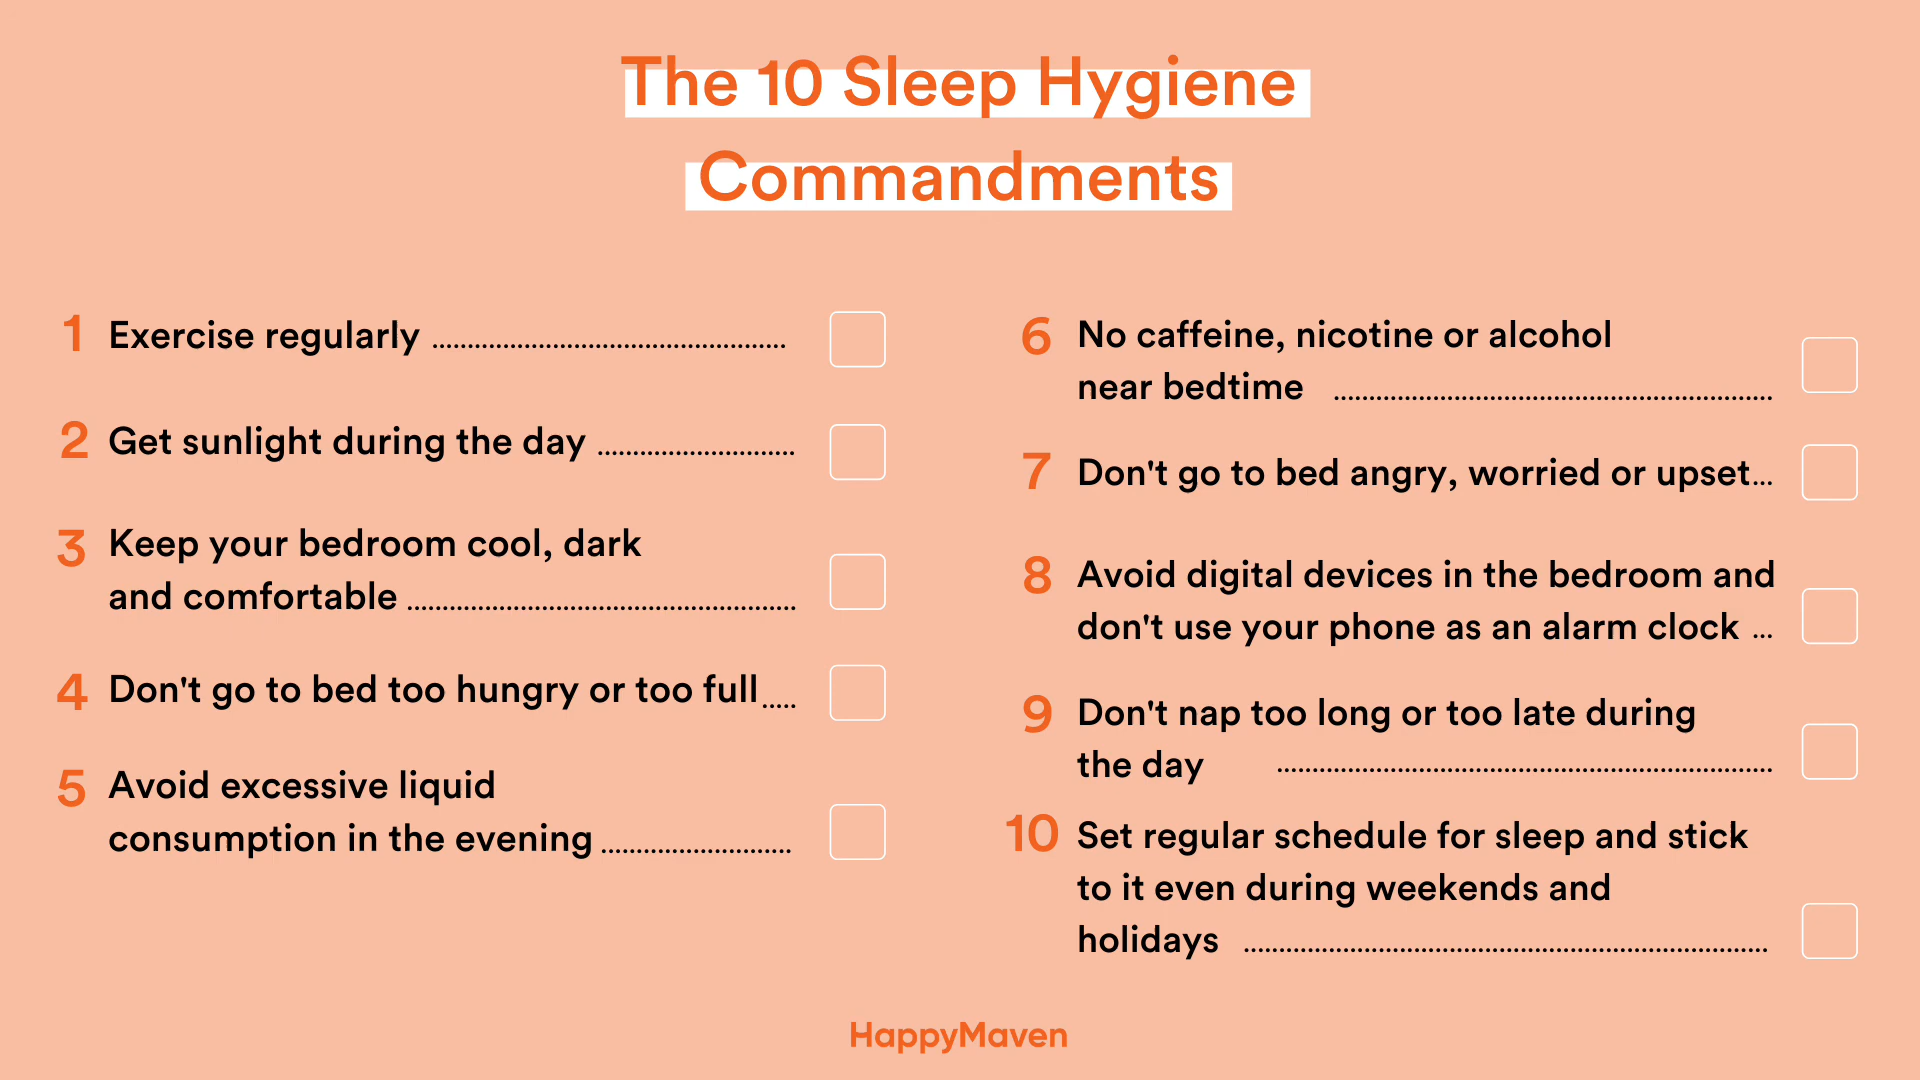 The 10 Sleep Hygiene
Commandments
1 Exercise regularly ..................................................
2 Get sunlight during the day ............................
3 Keep your bedroom cool, dark
and comfortable .......................................................
4 Don't go to bed too hungry or too full.....
5 Avoid excessive liquid
consumption in the evening ...........................
6 No caffeine, nicotine or alcohol
near bedtime ..............................................................
7 Don't go to bed angry, worried or upset...
8 Avoid digital devices in the bedroom and
don't use your phone as an alarm clock ...
9 Don't nap too long or too late during
the day ......................................................................
10 Set regular schedule for sleep and stick
to it even during weekends and
holidays ..........................................................................
HappyMaven